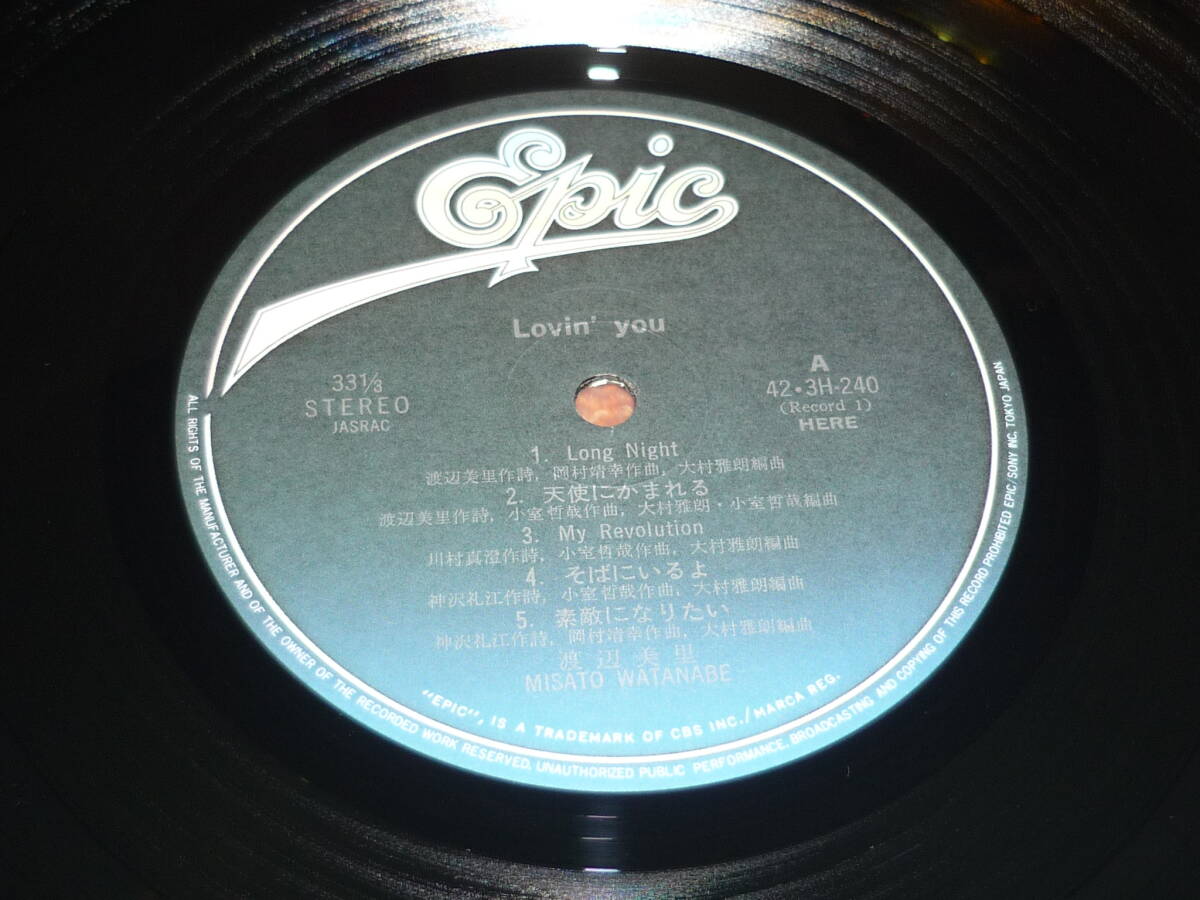 Epic
Lovin' you
33 1/3
STEREO
JASRAC
A
42・3H-240
(Record 1)
HERE
1. Long Night
渡辺美里作詩, 岡村靖幸作曲, 大村雅朗編曲
2. 天使にかまれる
渡辺美里作詩, 小室哲哉作曲, 大村雅朗・小室哲哉編曲
3. My Revolution
川村真澄作詩, 小室哲哉作曲, 大村雅朗編曲
4. そばにいるよ
神沢礼江作詩, 小室哲哉作曲, 大村雅朗編曲
5. 素敵になりたい
神沢礼江作詩, 岡村靖幸作曲, 大村雅朗編曲
渡辺美里
MISATO WATANABE
"EPIC", IS A TRADEMARK OF CBS INC./MARCA REG.
ALL RIGHTS OF THE MANUFACTURER AND OF THE OWNER OF THE RECORDED WORK RESERVED. UNAUTHORIZED PUBLIC PERFORMANCE, BROADCASTING AND COPYING OF THIS RECORD PROHIBITED EPIC/SONY INC. TOKYO JAPAN